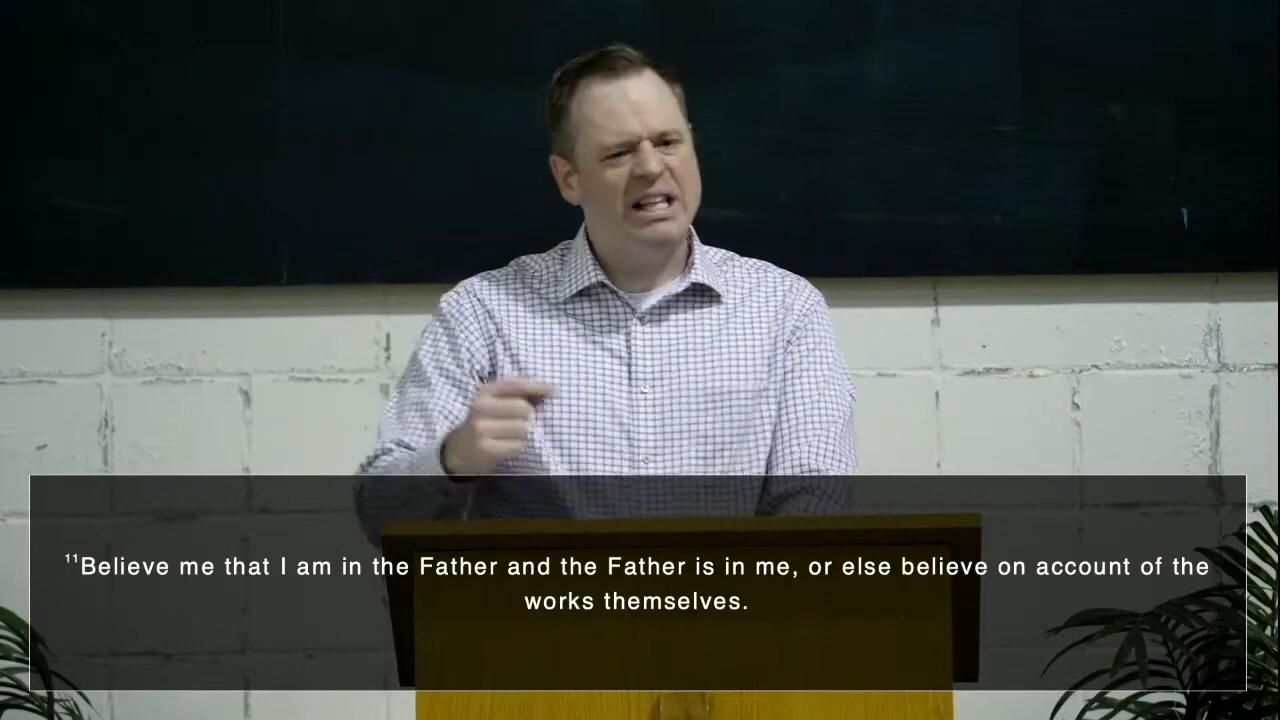 ¹¹Believe me that I am in the Father and the Father is in me, or else believe on account of the
works themselves.